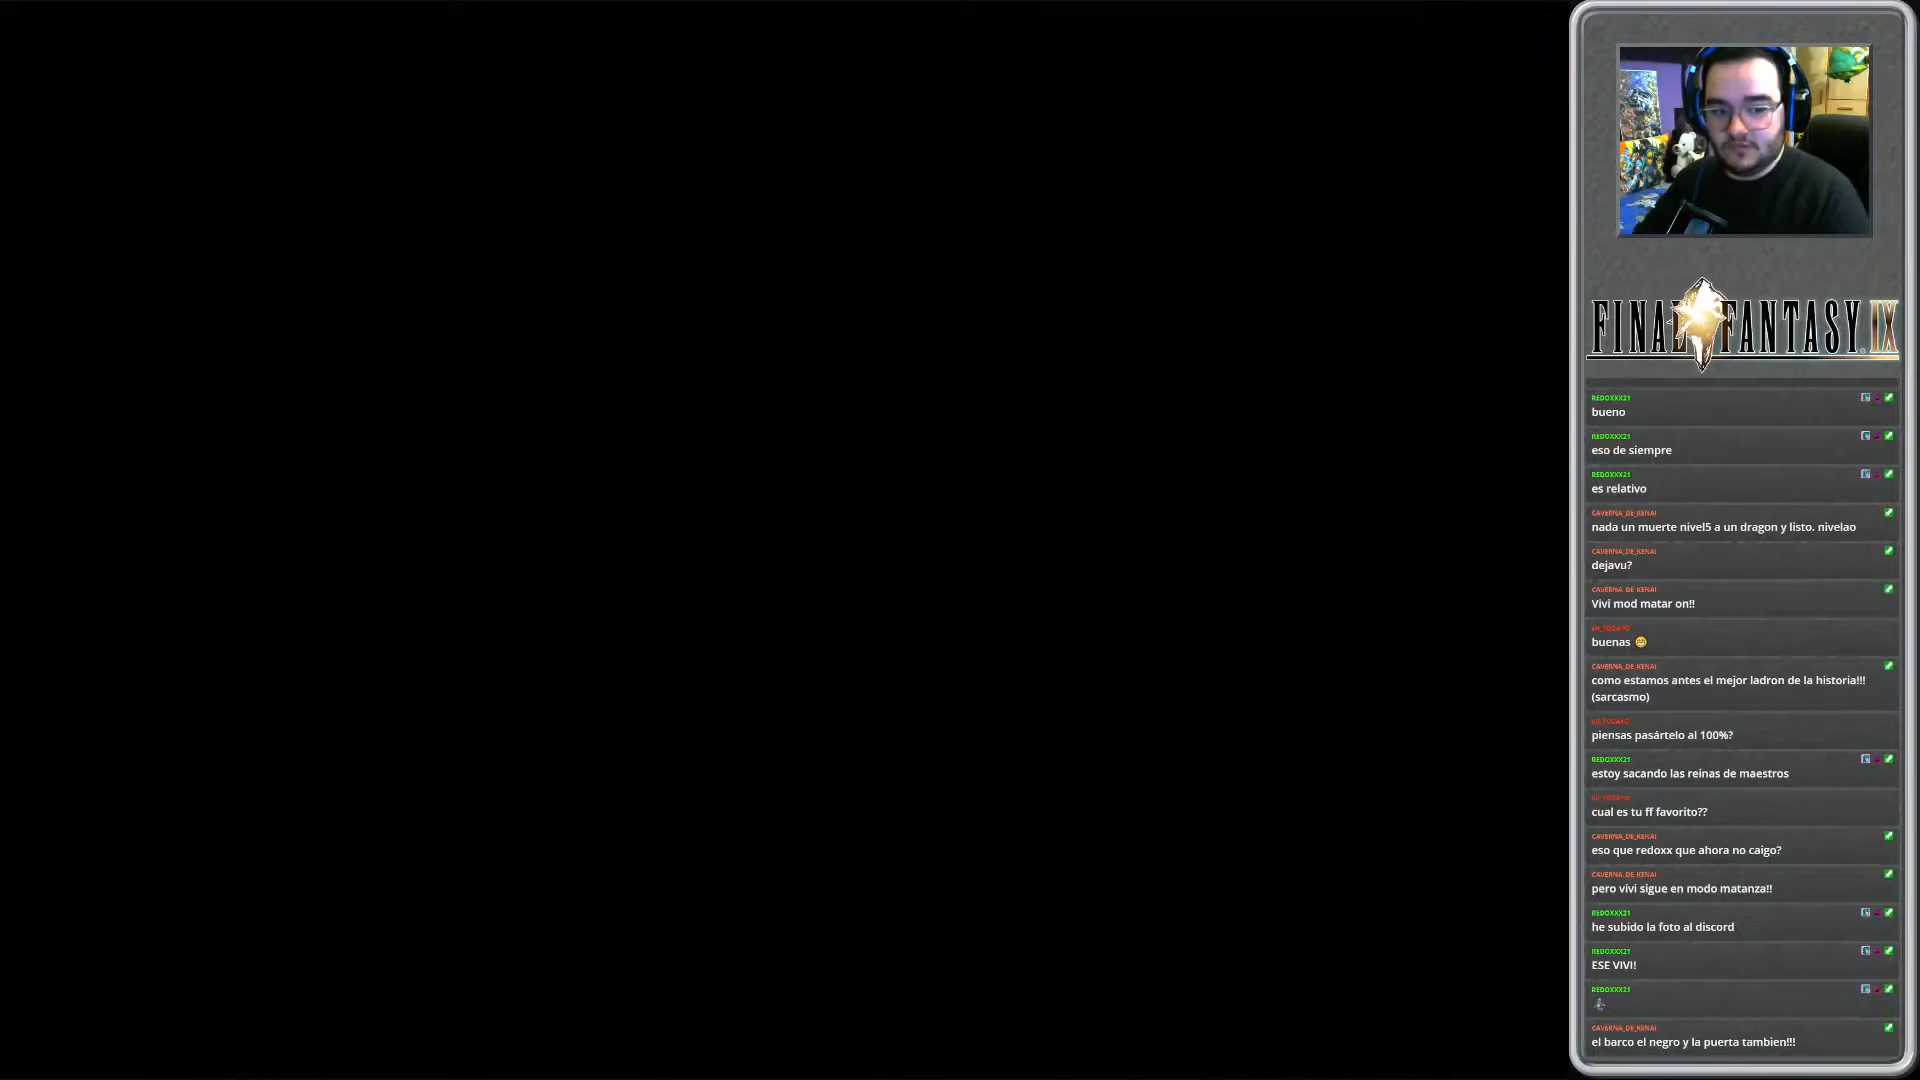 FINAL FANTASY IX
REDOXXX21
bueno
REDOXXX21
eso de siempre
REDOXXX21
es relativo
CAVERNA_DE_KENAI
nada un muerte nivel5 a un dragon y listo. nivelao
CAVERNA_DE_KENAI
dejavu?
CAVERNA_DE_KENAI
Vivi mod matar on!!
buenas 😁
CAVERNA_DE_KENAI
como estamos antes el mejor ladron de la historia!!!
(sarcasmo)
piensas pasártelo al 100%?
REDOXXX21
estoy sacando las reinas de maestros
cual es tu ff favorito??
CAVERNA_DE_KENAI
eso que redoxx que ahora no caigo?
CAVERNA_DE_KENAI
pero vivi sigue en modo matanza!!
REDOXXX21
he subido la foto al discord
REDOXXX21
ESE VIVI!
REDOXXX21
CAVERNA_DE_KENAI
el barco el negro y la puerta tambien!!!